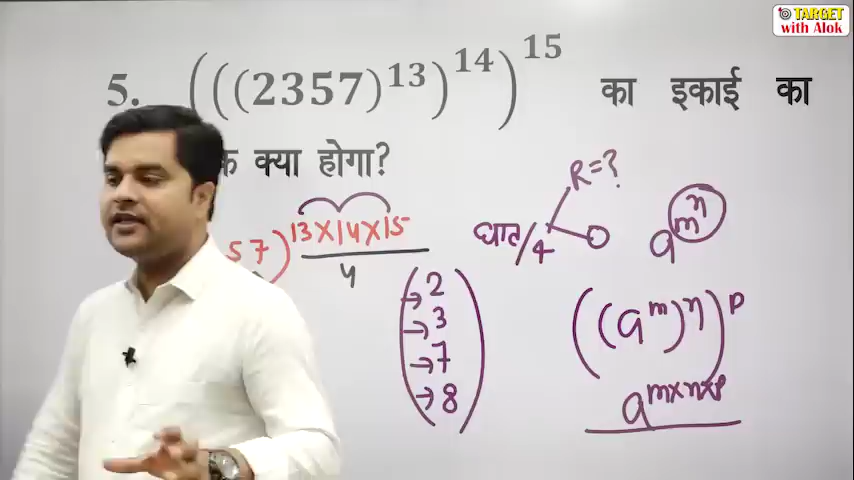 TARGET
with Alok
5. (((2357)^13)^14)^15 का इकाई का
क्या होगा?
57)^13×14×15
4
घात/4 R=? 0
a^m^n
(→2
→3
→7
→8)
((a^m)^n)^p
a^m×n×p